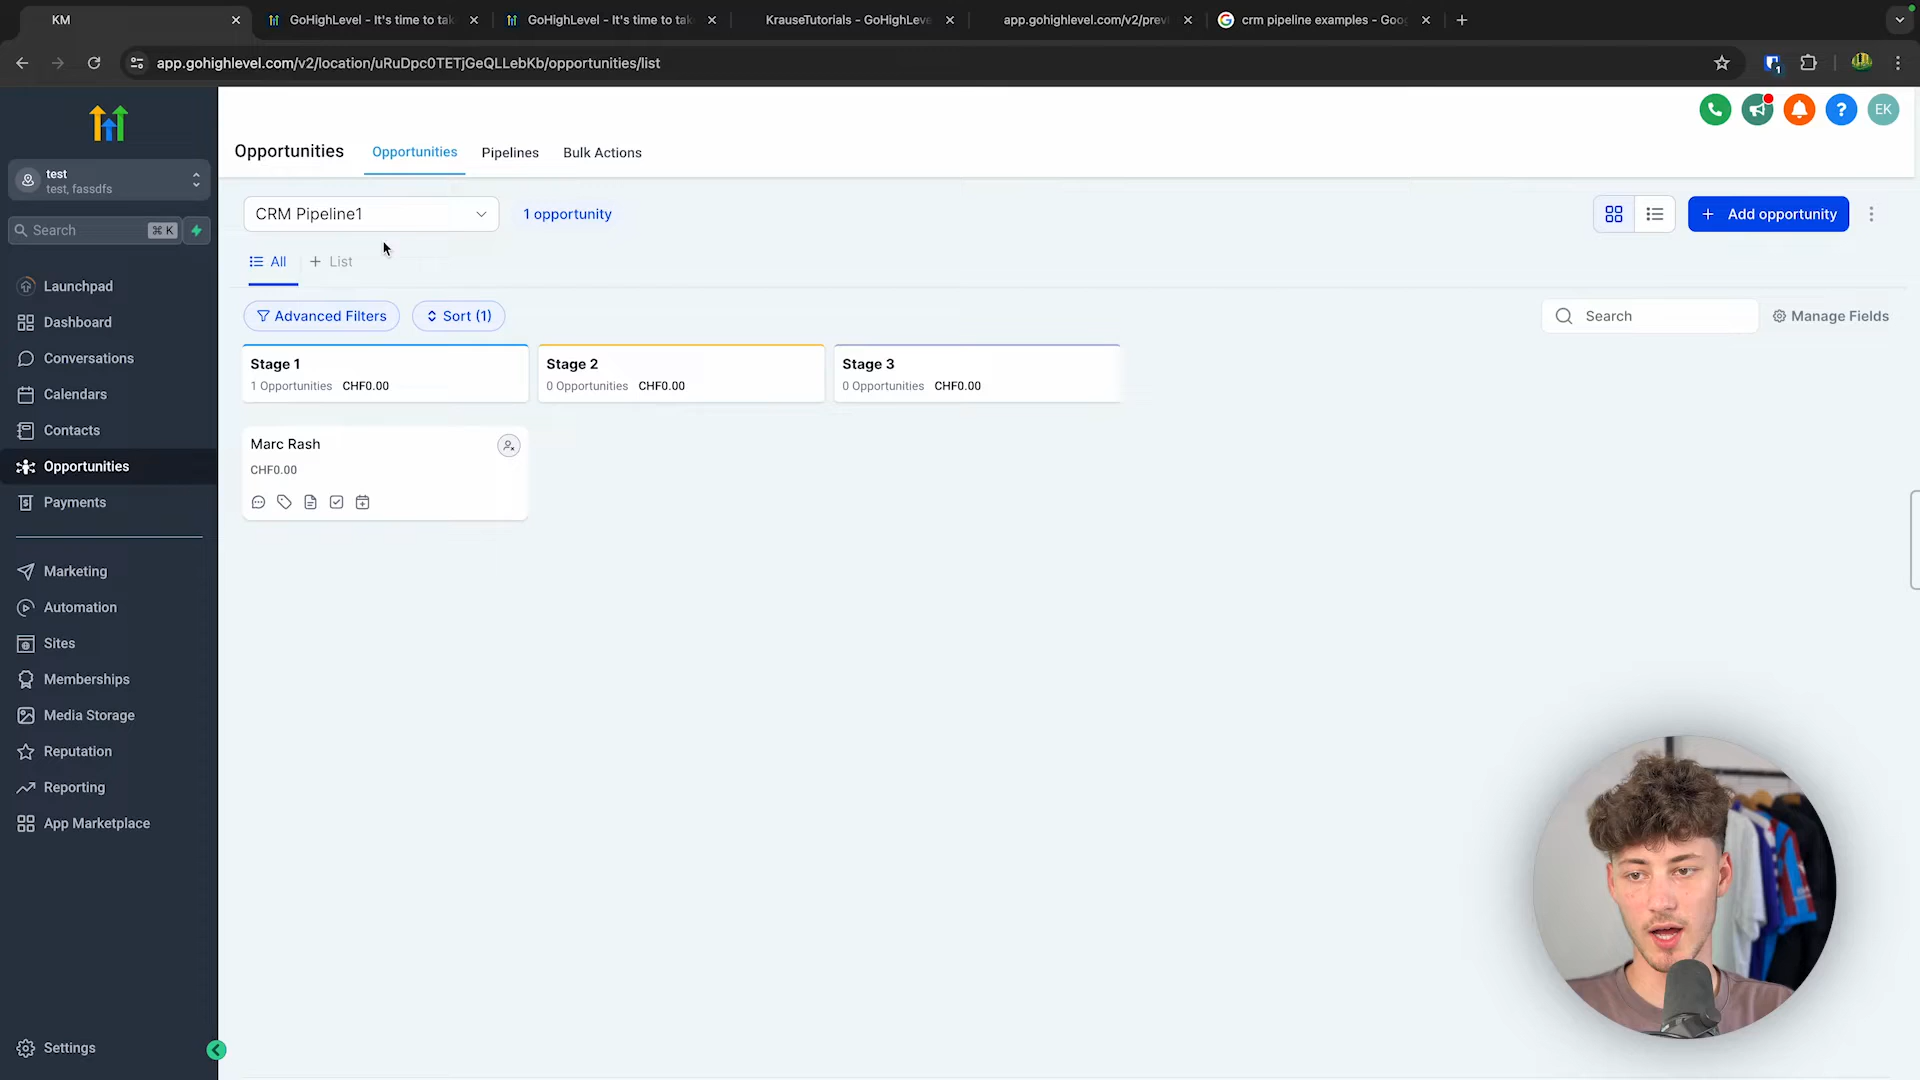 KM
GoHighLevel - It's time to tak
GoHighLevel - It's time to tak
KrauseTutorials - GoHighLeve
app.gohighlevel.com/v2/previ
crm pipeline examples - Goog
app.gohighlevel.com/v2/location/uRuDpc0TETjGeQLLebKb/opportunities/list
1
EK
Opportunities
Opportunities
Pipelines
Bulk Actions
test
test, fassdfs
Search
⌘ K
CRM Pipeline1
1 opportunity
+ Add opportunity
All
+ List
Launchpad
Dashboard
Conversations
Calendars
Contacts
Opportunities
Payments
Marketing
Automation
Sites
Memberships
Media Storage
Reputation
Reporting
App Marketplace
Settings
Advanced Filters
Sort (1)
Search
Manage Fields
Stage 1
1 Opportunities CHF0.00
Stage 2
0 Opportunities CHF0.00
Stage 3
0 Opportunities CHF0.00
Marc Rash
CHF0.00